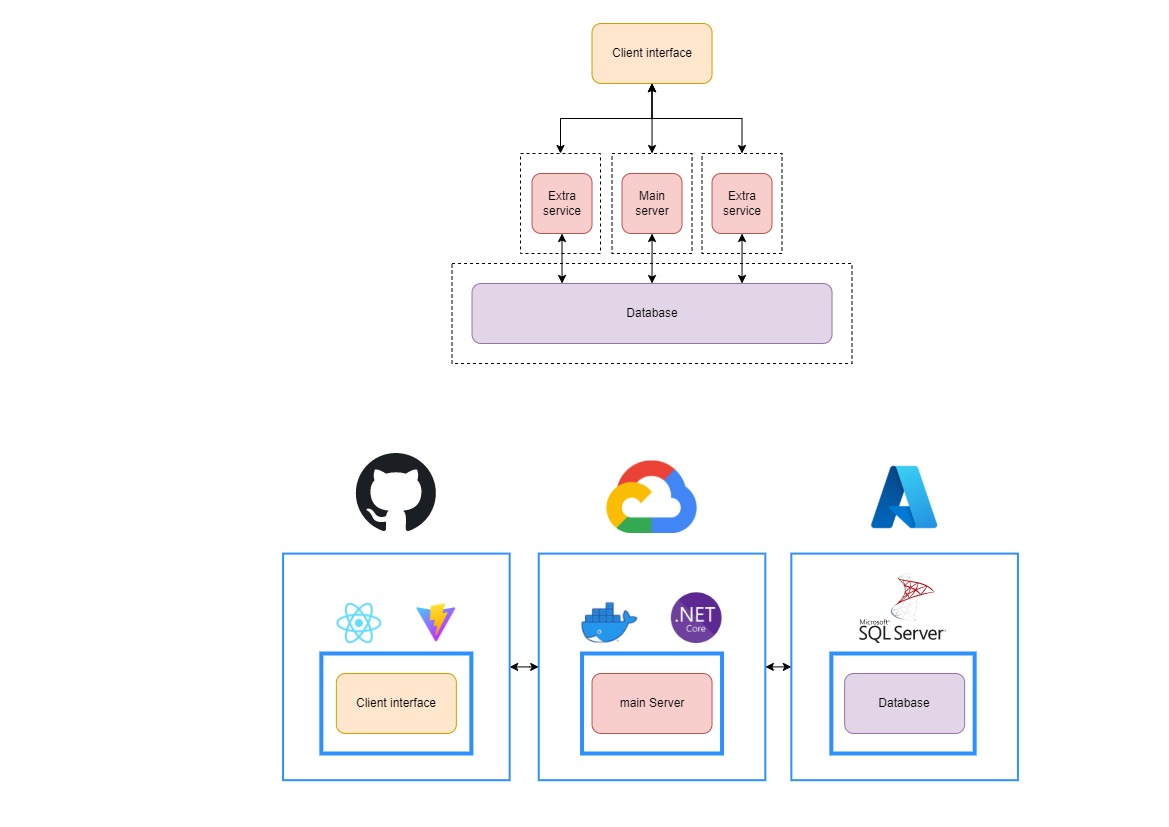 Client interface
Extra
service
Main
server
Extra
service
Database
.NET
Core
Microsoft®
SQL Server
Client interface
main Server
Database